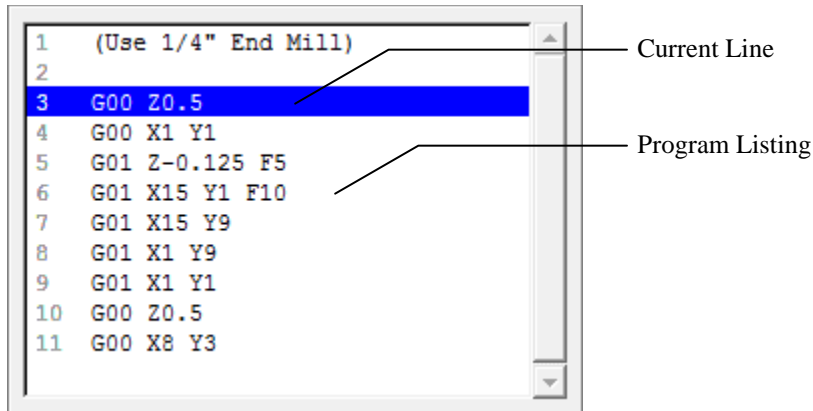 1 (Use 1/4" End Mill)
2
3 G00 Z0.5
4 G00 X1 Y1
5 G01 Z-0.125 F5
6 G01 X15 Y1 F10
7 G01 X15 Y9
8 G01 X1 Y9
9 G01 X1 Y1
10 G00 Z0.5
11 G00 X8 Y3
Current Line
Program Listing